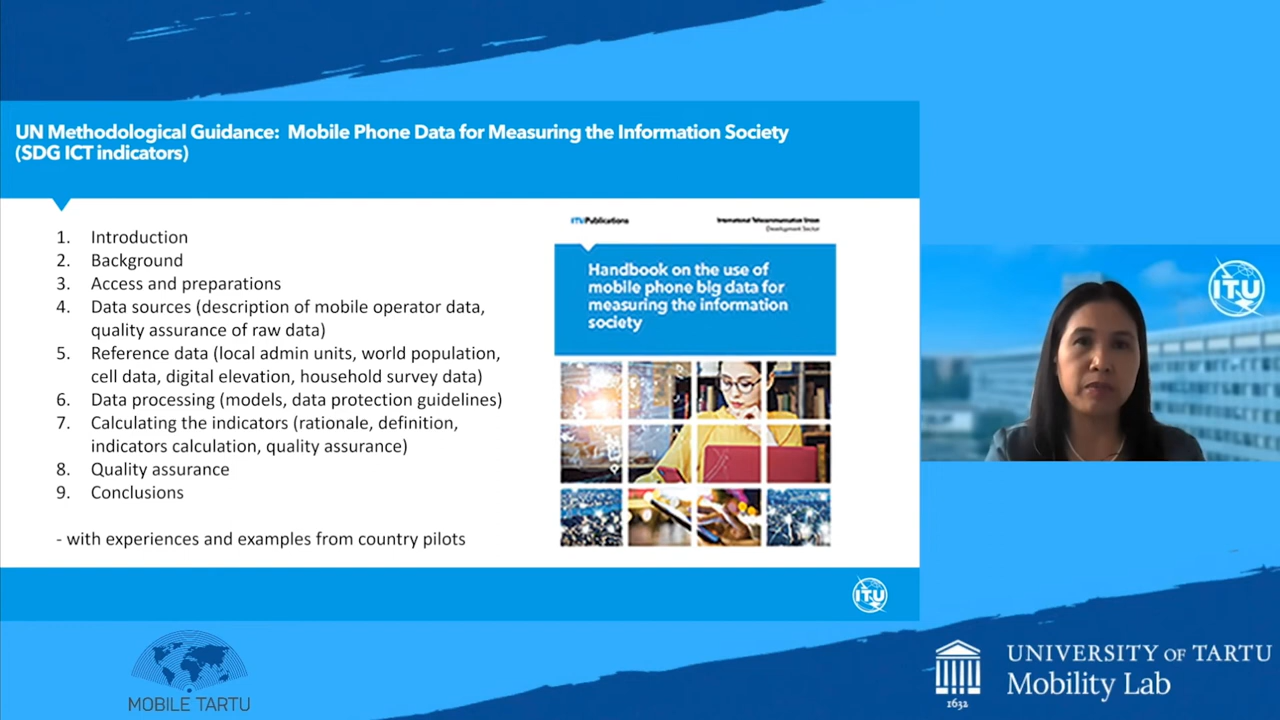 UN Methodological Guidance: Mobile Phone Data for Measuring the Information Society
(SDG ICT indicators)
1. Introduction
2. Background
3. Access and preparations
4. Data sources (description of mobile operator data,
quality assurance of raw data)
5. Reference data (local admin units, world population,
cell data, digital elevation, household survey data)
6. Data processing (models, data protection guidelines)
7. Calculating the indicators (rationale, definition,
indicators calculation, quality assurance)
8. Quality assurance
9. Conclusions
- with experiences and examples from country pilots
ITUPublications
International Telecommunication Union
Development Sector
Handbook on the use of
mobile phone big data for
measuring the information
society
ITU
ITU
MOBILE TARTU
1632
UNIVERSITY OF TARTU
Mobility Lab